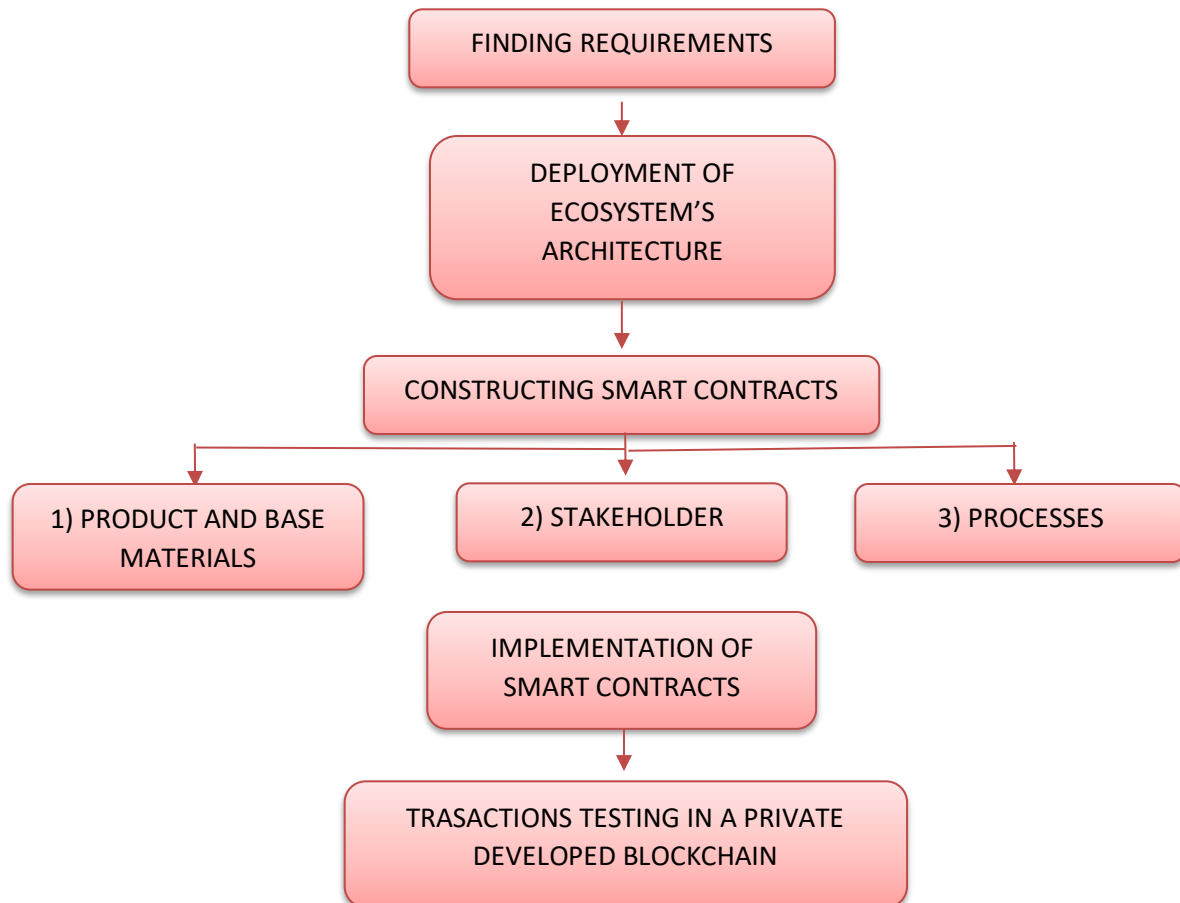 FINDING REQUIREMENTS
DEPLOYMENT OF
ECOSYSTEM’S
ARCHITECTURE
CONSTRUCTING SMART CONTRACTS
1) PRODUCT AND BASE
MATERIALS
2) STAKEHOLDER
3) PROCESSES
IMPLEMENTATION OF
SMART CONTRACTS
TRASACTIONS TESTING IN A PRIVATE
DEVELOPED BLOCKCHAIN